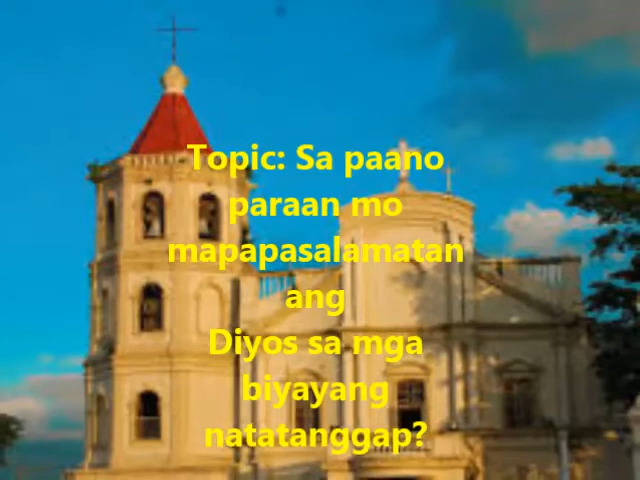 Topic: Sa paano
paraan mo
mapapasalamatan
ang
Diyos sa mga
biyayang
natatanggap?